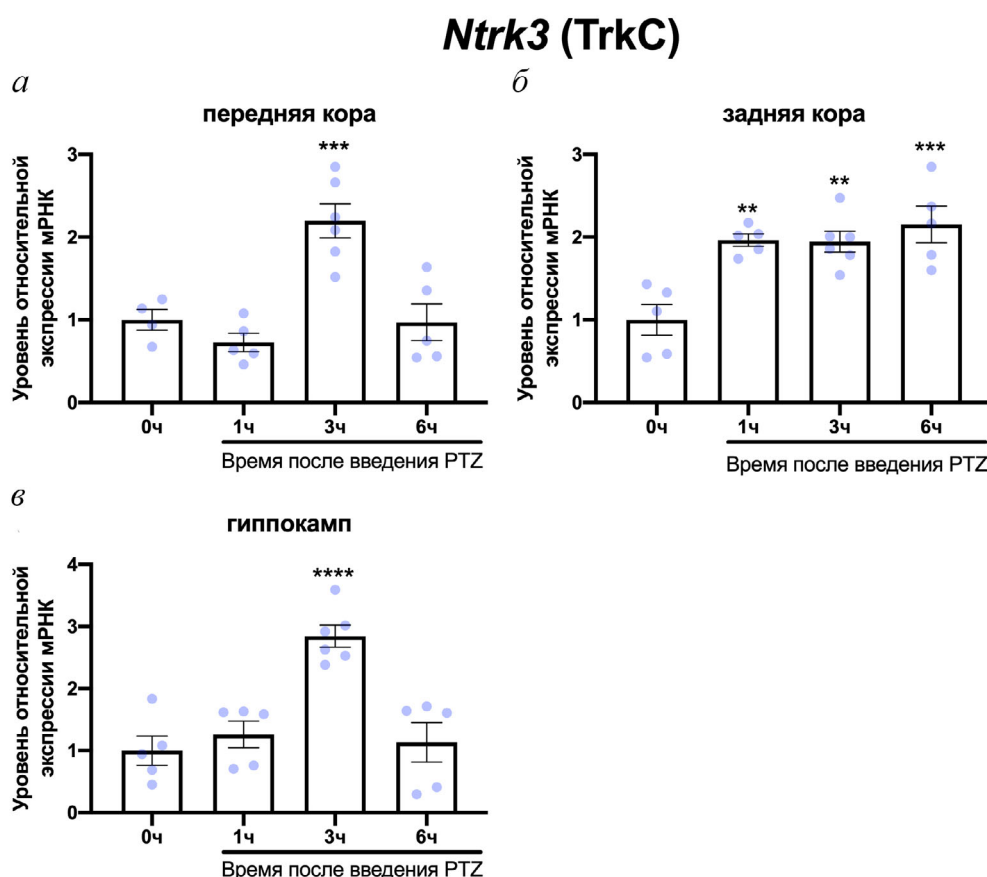 Ntrk3 (TrkC)
а
передняя кора
Уровень относительной
экспрессии мРНК
3
2
1
0
***
0ч 1ч 3ч 6ч
Время после введения PTZ
б
задняя кора
Уровень относительной
экспрессии мРНК
3
2
1
0
** ** ***
0ч 1ч 3ч 6ч
Время после введения PTZ
в
гиппокамп
Уровень относительной
экспрессии мРНК
4
3
2
1
0
****
0ч 1ч 3ч 6ч
Время после введения PTZ